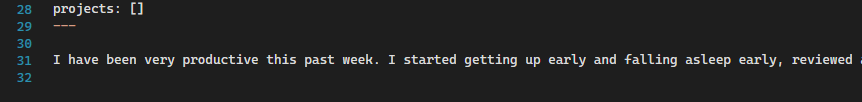 28 projects: []
29 ---
30
31 I have been very productive this past week. I started getting up early and falling asleep early, reviewed
32